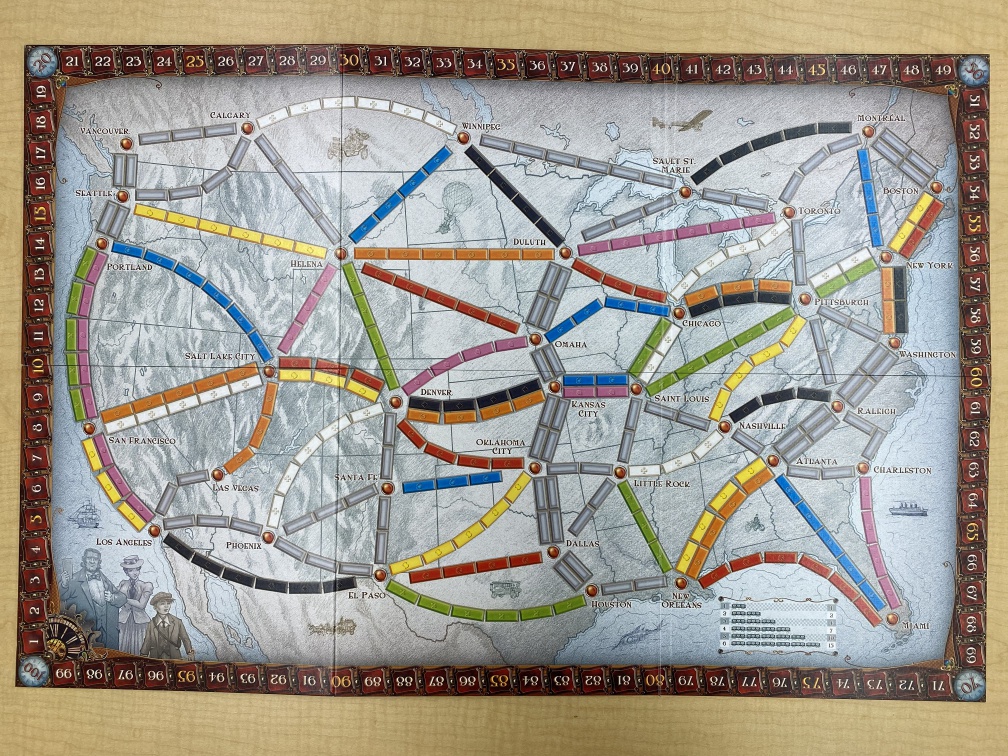 20 21 22 23 24 25 26 27 28 29 30 31 32 33 34 35 36 37 38 39 40 41 42 43 44 45 46 47 48 49 50
19 18 17 16 15 14 13 12 11 10 9 8 7 6 5 4 3 2 1
51 52 53 54 55 56 57 58 59 60 61 62 63 64 65 66 67 68 69
CALGARY
VANCOUVER
WINNIPEG
MONTRÉAL
SAULT ST.
MARIE
SEATTLE
BOSTON
TORONTO
DULUTH
HELENA
PORTLAND
NEW YORK
PITTSBURGH
CHICAGO
OMAHA
WASHINGTON
SALT LAKE CITY
DENVER
KANSAS
CITY
SAINT LOUIS
RALEIGH
NASHVILLE
SAN FRANCISCO
OKLAHOMA
CITY
ATLANTA
CHARLESTON
SANTA FE
LAS VEGAS
LITTLE ROCK
LOS ANGELES
PHOENIX
DALLAS
EL PASO
HOUSTON
NEW
ORLEANS
MIAMI
1 1
2 2
3 4
4 7
5 10
6 15
100 99 98 97 96 95 94 93 92 91 90 89 88 87 86 85 84 83 82 81 80 79 78 77 76 75 74 73 72 71 70